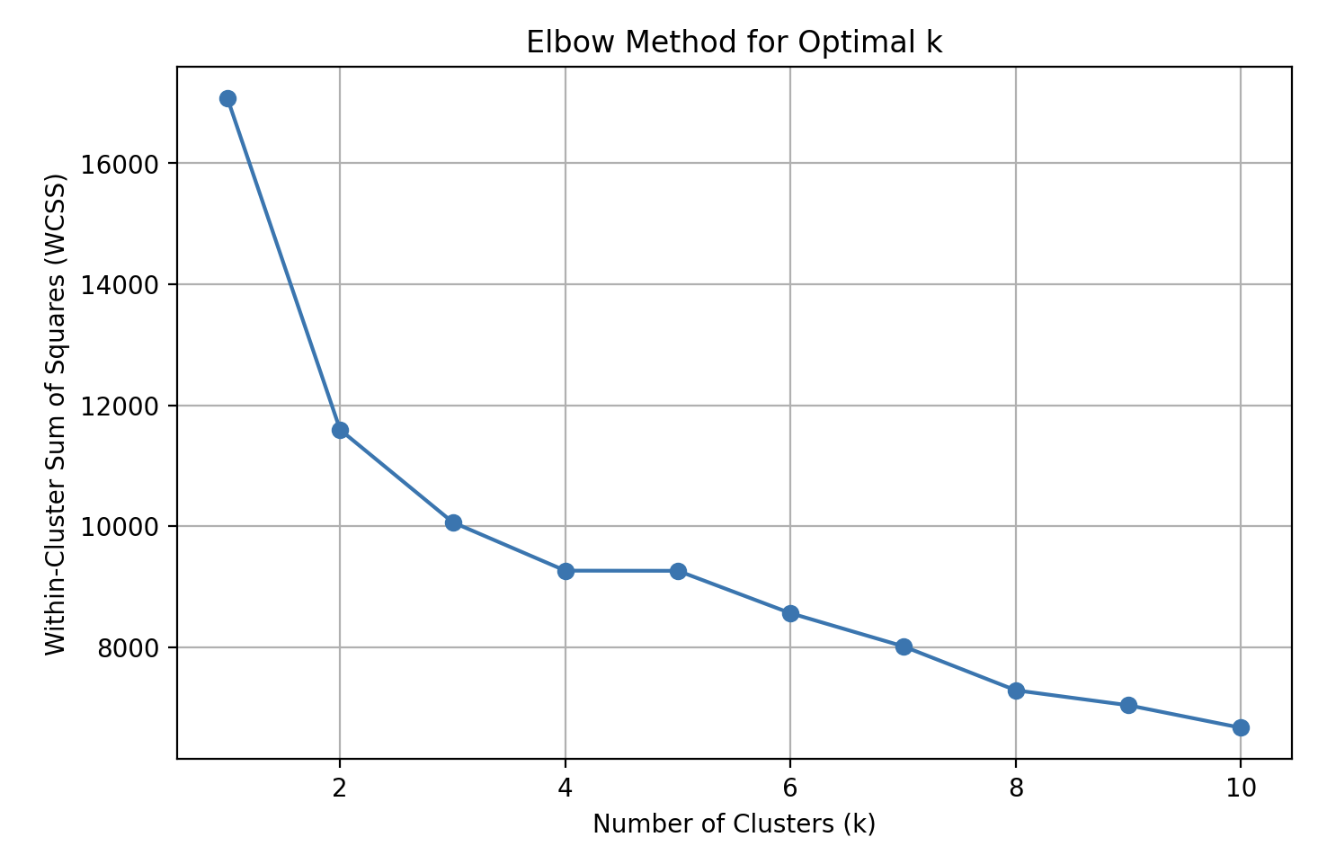 Elbow Method for Optimal k
Within-Cluster Sum of Squares (WCSS)
16000
14000
12000
10000
8000
2 4 6 8 10
Number of Clusters (k)